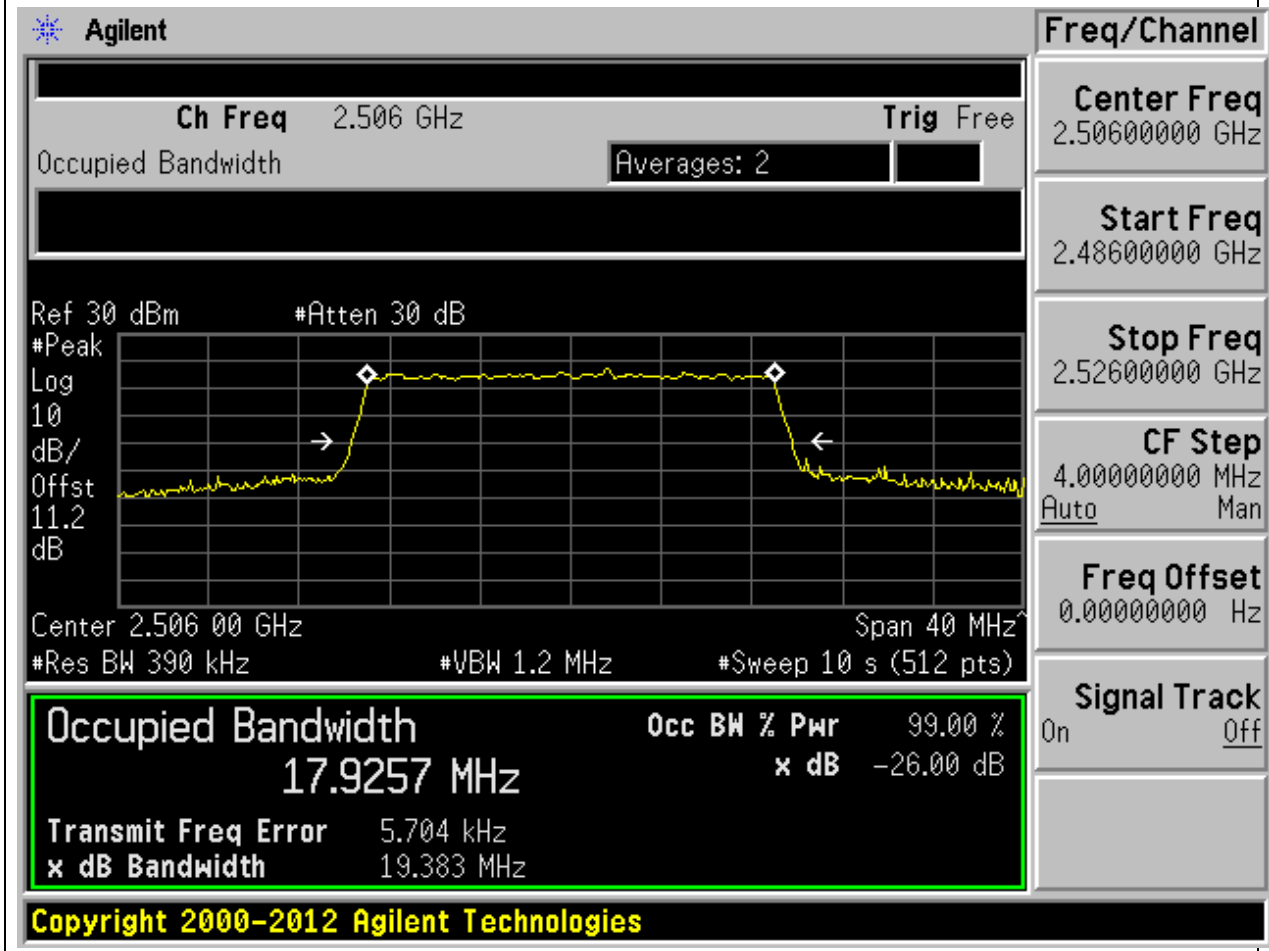 Agilent
Freq/Channel
Ch Freq 2.506 GHz Trig Free
Occupied Bandwidth Averages: 2
Center Freq
2.50600000 GHz
Start Freq
2.48600000 GHz
Stop Freq
2.52600000 GHz
CF Step
4.00000000 MHz
Auto Man
Freq Offset
0.00000000 Hz
Signal Track
On Off
Ref 30 dBm #Atten 30 dB
#Peak
Log
10
dB/
Offst
11.2
dB
Center 2.506 00 GHz Span 40 MHz^
#Res BW 390 kHz #VBW 1.2 MHz #Sweep 10 s (512 pts)
Occupied Bandwidth Occ BW % Pwr 99.00 %
17.9257 MHz x dB -26.00 dB
Transmit Freq Error 5.704 kHz
x dB Bandwidth 19.383 MHz
Copyright 2000-2012 Agilent Technologies